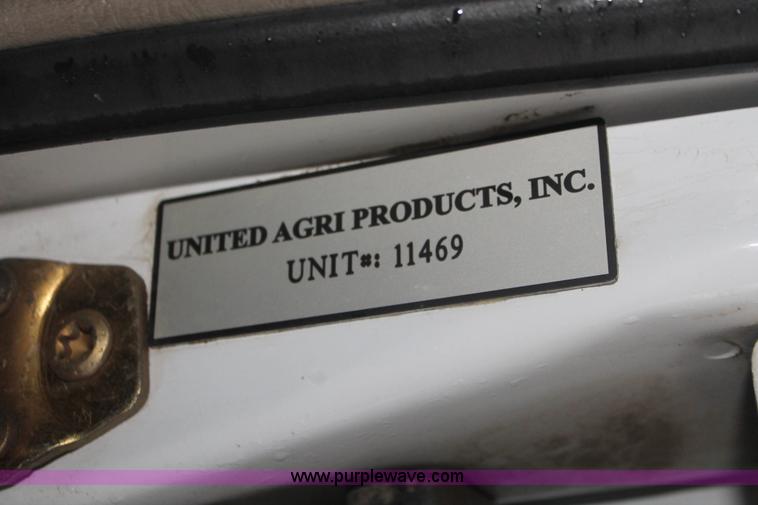 UNITED AGRI PRODUCTS, INC.
UNIT#: 11469
www.purplewave.com